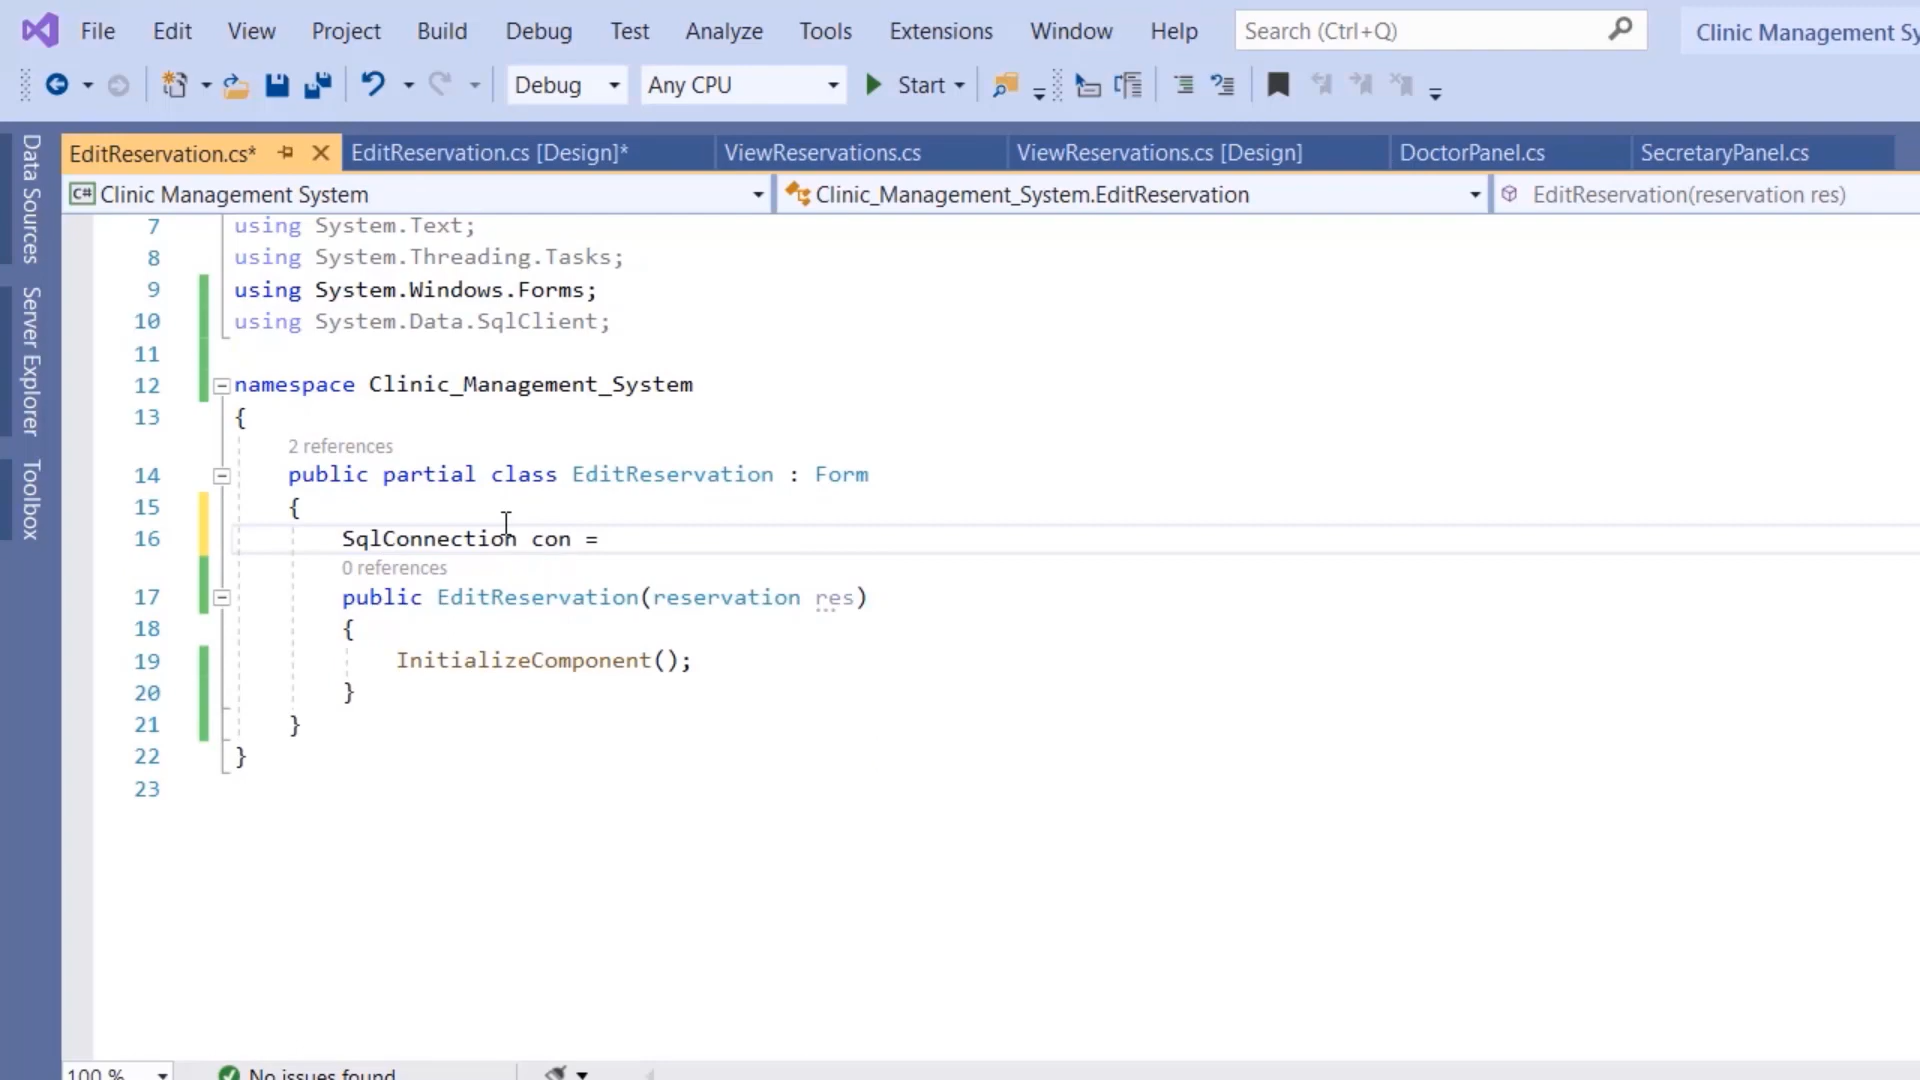 File Edit View Project Build Debug Test Analyze Tools Extensions Window Help Search (Ctrl+Q) Clinic Management Sy
Debug Any CPU Start
Data Sources
Server Explorer
Toolbox
EditReservation.cs* EditReservation.cs [Design]* ViewReservations.cs ViewReservations.cs [Design] DoctorPanel.cs SecretaryPanel.cs
C# Clinic Management System Clinic_Management_System.EditReservation EditReservation(reservation res)
7 using System.Text;
8 using System.Threading.Tasks;
9 using System.Windows.Forms;
10 using System.Data.SqlClient;
11
12 namespace Clinic_Management_System
13 {
2 references
14 public partial class EditReservation : Form
15 {
16 SqlConnection con =
0 references
17 public EditReservation(reservation res)
18 {
19 InitializeComponent();
20 }
21 }
22 }
23
100 % No issues found